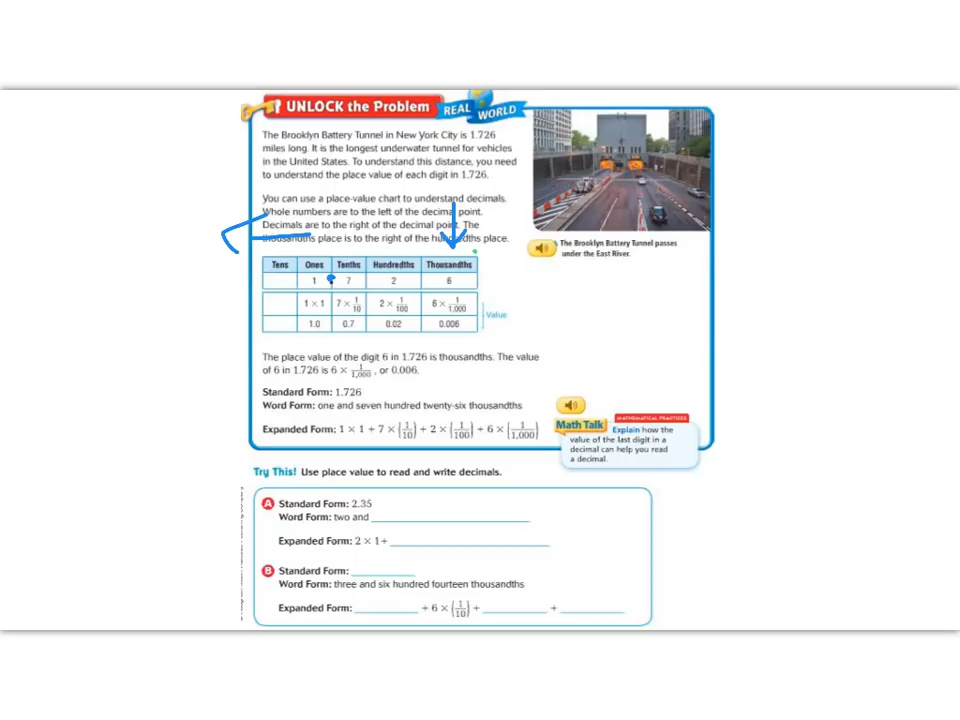 UNLOCK the Problem REAL WORLD
The Brooklyn Battery Tunnel in New York City is 1.726
miles long. It is the longest underwater tunnel for vehicles
in the United States. To understand this distance, you need
to understand the place value of each digit in 1.726.
You can use a place-value chart to understand decimals.
Whole numbers are to the left of the decimal point.
Decimals are to the right of the decimal point. The
thousandths place is to the right of the hundredths place.
The Brooklyn Battery Tunnel passes
under the East River.
Tens Ones Tenths Hundredths Thousandths
1 7 2 6
1 × 1 7 × 1/10 2 × 1/100 6 × 1/1,000
1.0 0.7 0.02 0.006
Value
The place value of the digit 6 in 1.726 is thousandths. The value
of 6 in 1.726 is 6 × 1/1,000, or 0.006.
Standard Form: 1.726
Word Form: one and seven hundred twenty-six thousandths
Expanded Form: 1 × 1 + 7 × (1/10) + 2 × (1/100) + 6 × (1/1,000)
Math Talk
MATHEMATICAL PRACTICES
Explain how the
value of the last digit in a
decimal can help you read
a decimal.
Try This! Use place value to read and write decimals.
A Standard Form: 2.35
Word Form: two and
Expanded Form: 2 × 1+
B Standard Form:
Word Form: three and six hundred fourteen thousandths
Expanded Form: + 6 × (1/10) + +